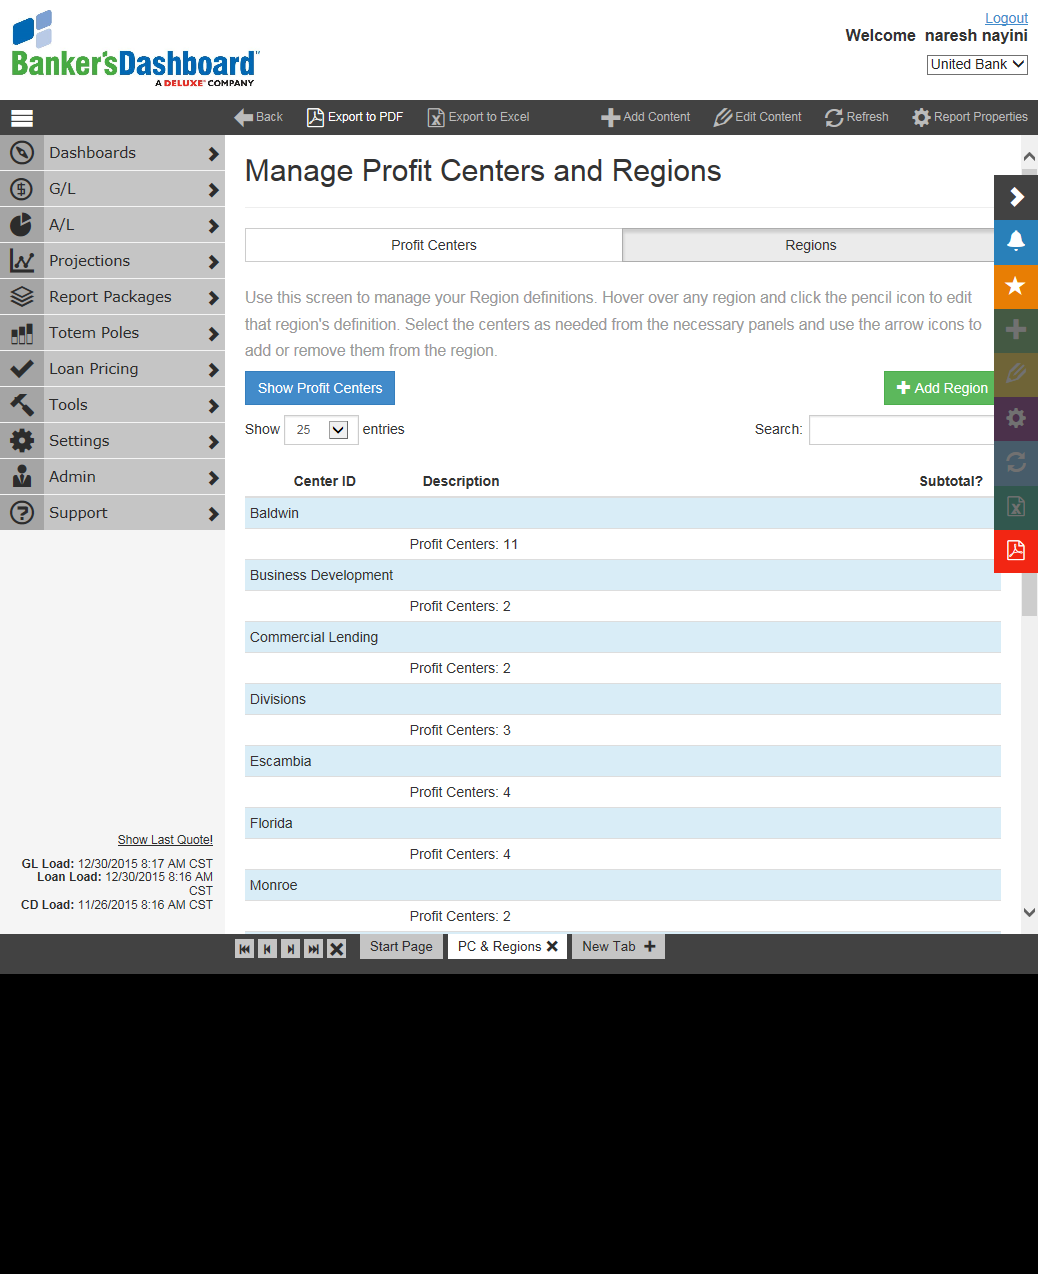 Logout
Banker'sDashboard
A DELUXE COMPANY
Welcome naresh nayini
United Bank
Back
Export to PDF
Export to Excel
Add Content
Edit Content
Refresh
Report Properties
Dashboards
G/L
A/L
Projections
Report Packages
Totem Poles
Loan Pricing
Tools
Settings
Admin
Support
Show Last Quote!
GL Load: 12/30/2015 8:17 AM CST
Loan Load: 12/30/2015 8:16 AM
CST
CD Load: 11/26/2015 8:16 AM CST
Manage Profit Centers and Regions
Profit Centers
Regions
Use this screen to manage your Region definitions. Hover over any region and click the pencil icon to edit
that region's definition. Select the centers as needed from the necessary panels and use the arrow icons to
add or remove them from the region.
Show Profit Centers
Add Region
Show 25 entries
Search:
Center ID Description Subtotal?
Baldwin
Profit Centers: 11
Business Development
Profit Centers: 2
Commercial Lending
Profit Centers: 2
Divisions
Profit Centers: 3
Escambia
Profit Centers: 4
Florida
Profit Centers: 4
Monroe
Profit Centers: 2
Start Page
PC & Regions
New Tab